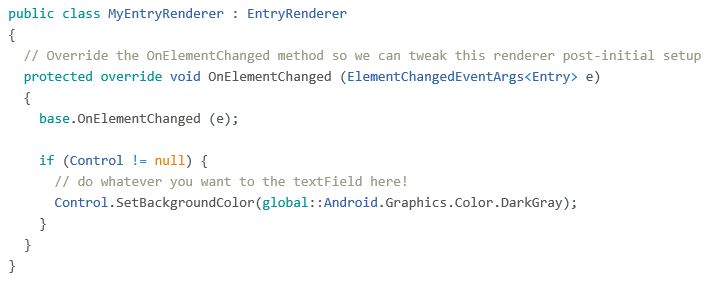 public class MyEntryRenderer : EntryRenderer
{
  // Override the OnElementChanged method so we can tweak this renderer post-initial setup
  protected override void OnElementChanged (ElementChangedEventArgs<Entry> e)
  {
    base.OnElementChanged (e);

    if (Control != null) {
      // do whatever you want to the textField here!
      Control.SetBackgroundColor(global::Android.Graphics.Color.DarkGray);
    }
  }
}